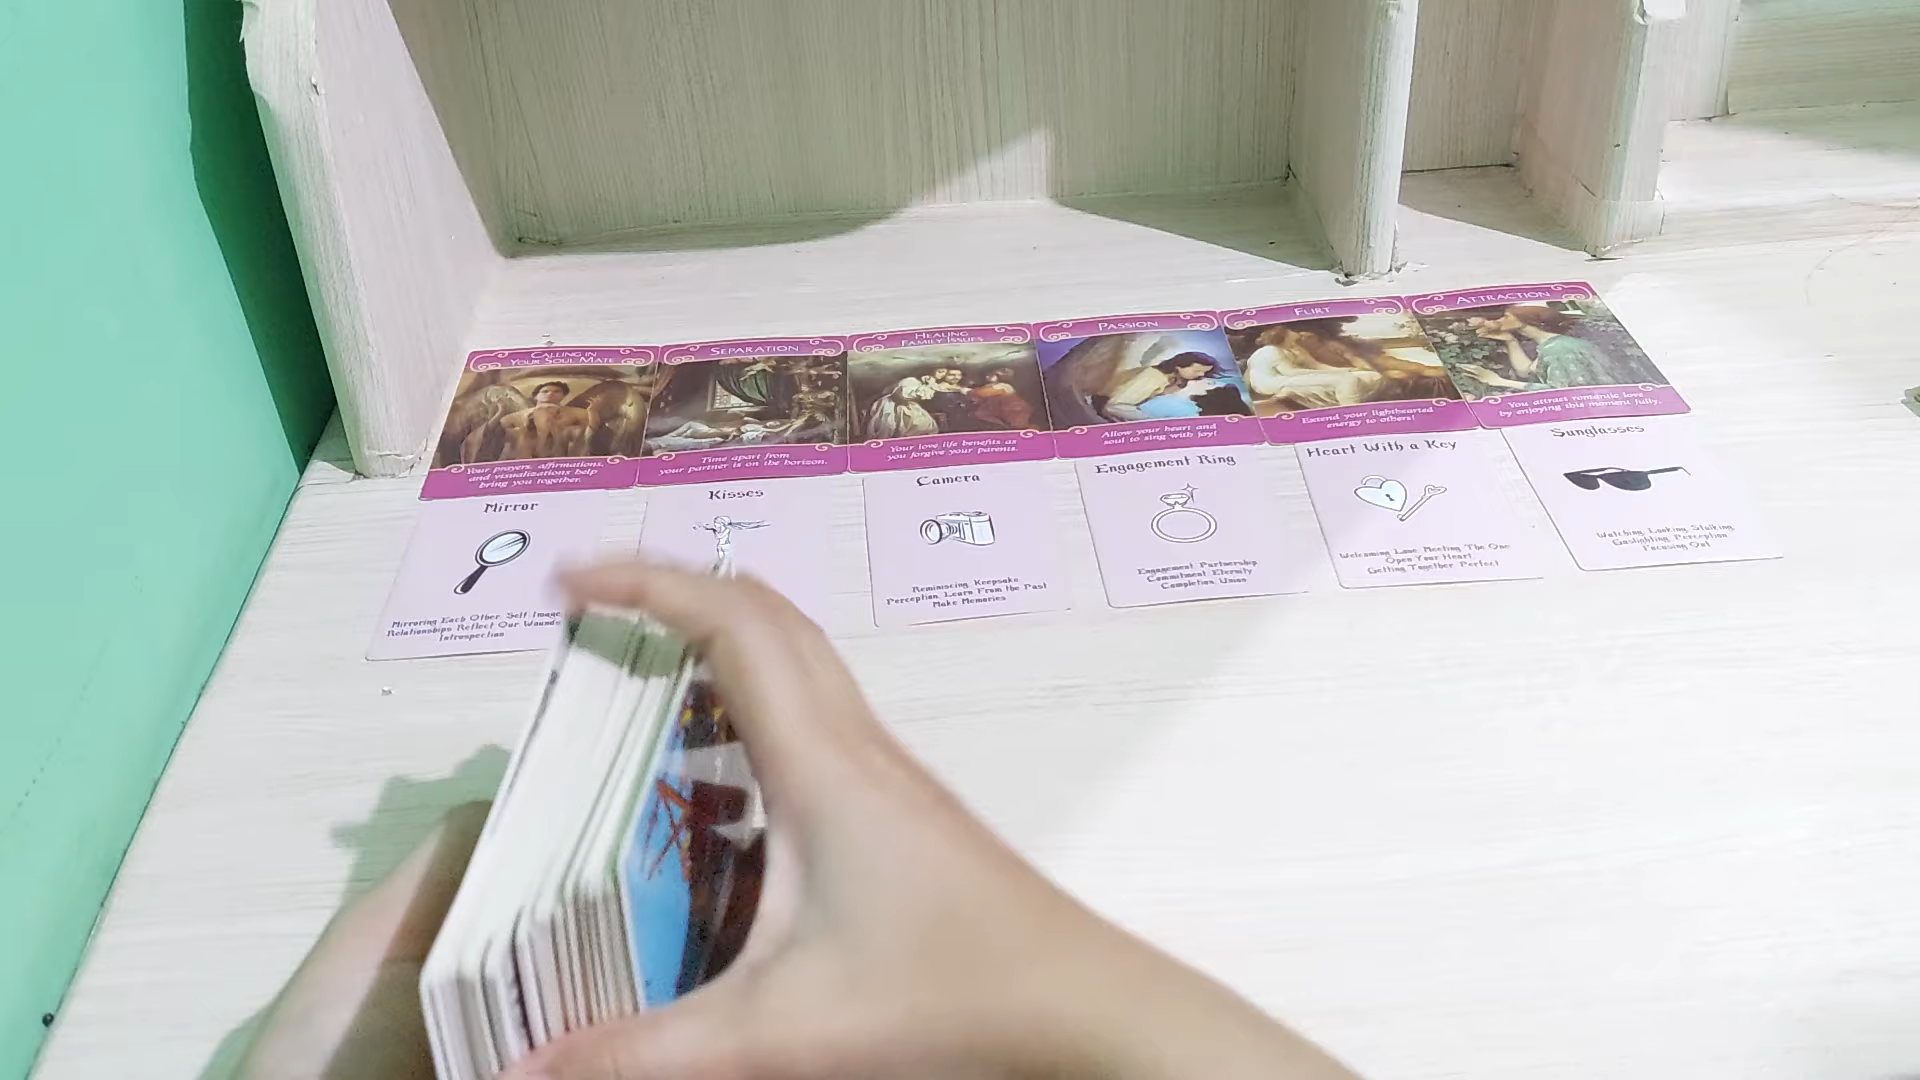 CALLING IN
YOUR SOUL MATE
Your prayers, affirmations,
and visualizations help
bring you together.
SEPARATION
Time apart from
your partner is on the horizon.
HEALING
FAMILY ISSUES
Your love life benefits as
you forgive your parents.
PASSION
Allow your heart and
soul to sing with joy!
FLIRT
Extend your lighthearted
energy to others!
ATTRACTION
You attract romantic love
by enjoying this moment fully.
Mirror
Mirroring Each Other Self Image
Relationships Reflect Our Wounds
Introspection
Kisses
Camera
Reminiscing Keepsake
Perception Learn From the Past
Make Memories
Engagement Ring
Engagement Partnership
Commitment Eternity
Completion Union
Heart With a Key
Welcoming Love Meeting The One
Open Your Heart
Getting Together Perfect
Sunglasses
Watching Looking Stalking
Gaslighting Perception
Focusing Out